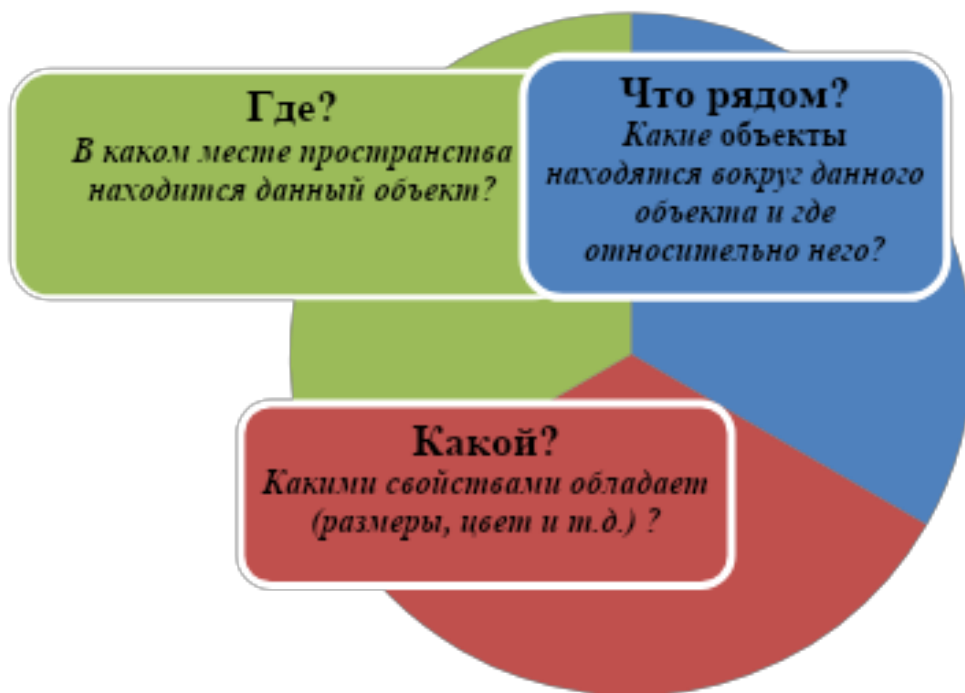 Где?
В каком месте пространства
находится данный объект?
Что рядом?
Какие объекты
находятся вокруг данного
объекта и где
относительно него?
Какой?
Какими свойствами обладает
(размеры, цвет и т.д.) ?